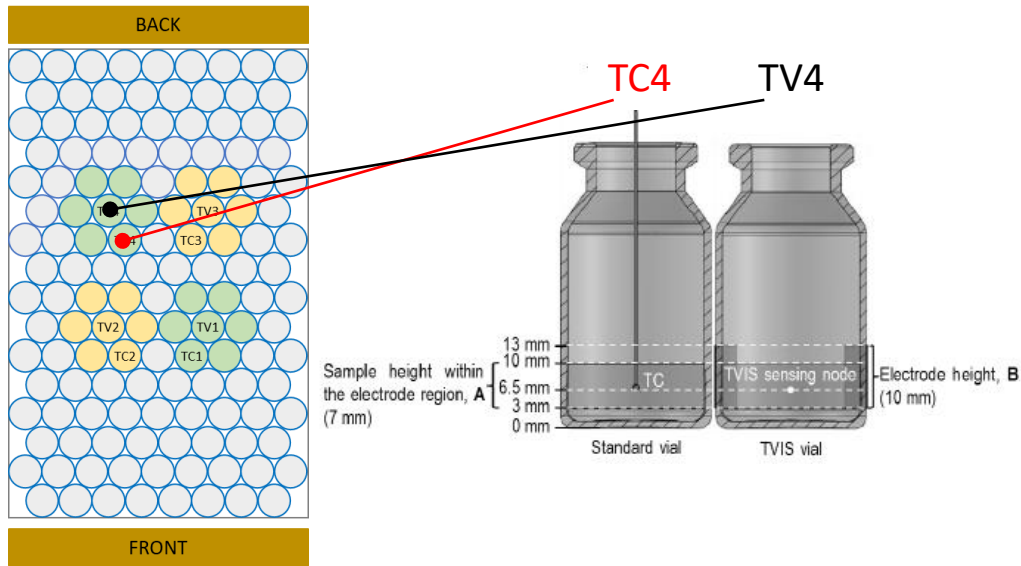 BACK
TC4
TV4
TV3
TC3
TV2
TV1
TC2
TC1
FRONT
13 mm
10 mm
6.5 mm
3 mm
0 mm
Sample height within
the electrode region, A
(7 mm)
TC
TVIS sensing node
Electrode height, B
(10 mm)
Standard vial
TVIS vial